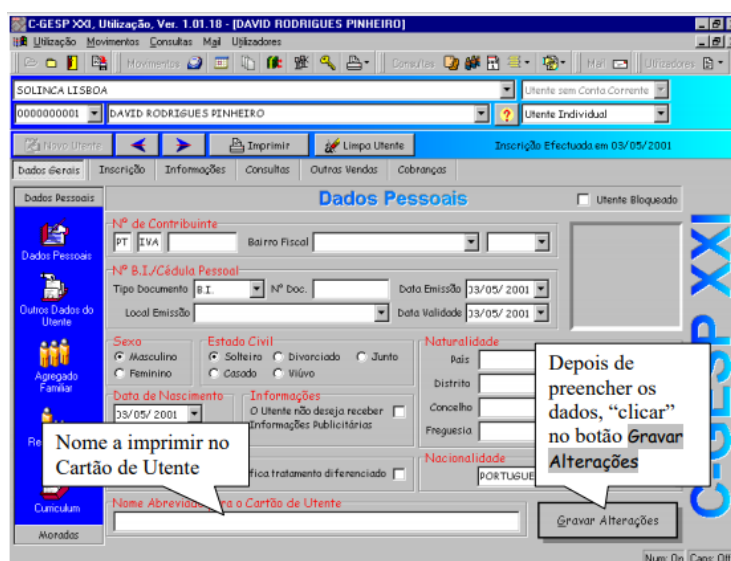 C-GESP XXI, Utilização, Ver. 1.01.18 - [DAVID RODRIGUES PINHEIRO]
Utilização Movimentos Consultas Mail Utilizadores
Movimentos Consultas Mail Utilizadores
SOLINCA LISBOA Utente sem Conta Corrente
0000000001 DAVID RODRIGUES PINHEIRO Utente Individual
Novo Utente Imprimir Limpa Utente Inscrição Efectuada em 03/05/2001
Dados Gerais Inscrição Informações Consultas Outras Vendas Cobranças
Dados Pessoais
Dados Pessoais
Outros Dados do
Utente
Agregado
Familiar
Curriculum
Moradas
Dados Pessoais Utente Bloqueado
Nº de Contribuinte
PT IVA Bairro Fiscal
Nº B.I./Cédula Pessoal
Tipo Documento B.I. Nº Doc. Data Emissão 03/05/2001
Local Emissão Data Validade 03/05/2001
Sexo Estado Civil Naturalidade
Masculino Solteiro Divorciado Junto País
Feminino Casado Viúvo Distrito
Data de Nascimento Informações Concelho
03/05/2001 O Utente não deseja receber
Informações Publicitárias Freguesia
Nacionalidade
tratamento diferenciado
Nome Abreviado para o Cartão de Utente
Gravar Alterações
Nome a imprimir no
Cartão de Utente
Depois de
preencher os
dados, “clicar”
no botão Gravar
Alterações
C-GESP XXI
Num: On Caps: Off